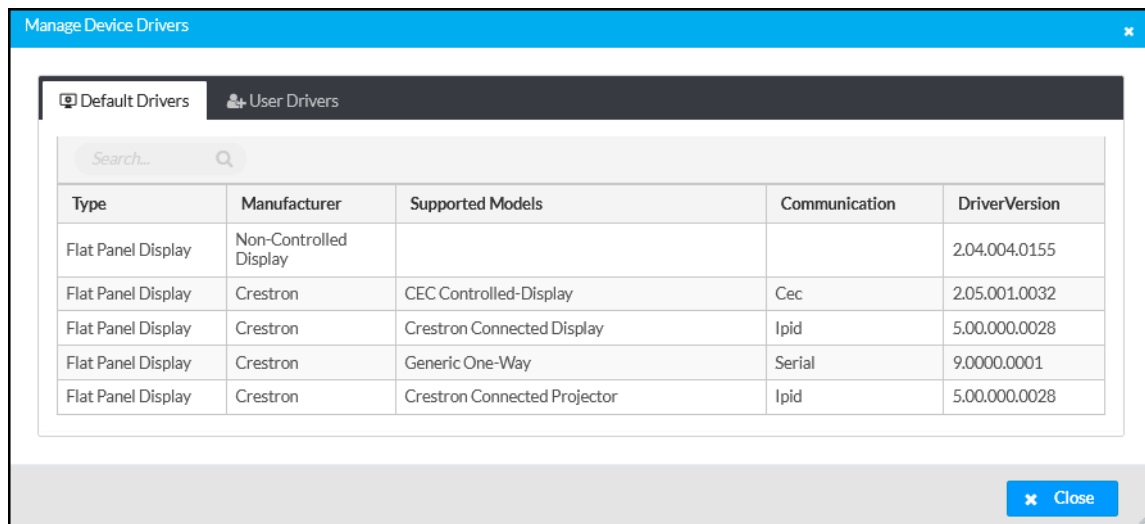 Manage Device Drivers
Default Drivers User Drivers
Search...
Type Manufacturer Supported Models Communication DriverVersion
Flat Panel Display Non-Controlled Display 2.04.004.0155
Flat Panel Display Crestron CEC Controlled-Display Cec 2.05.001.0032
Flat Panel Display Crestron Crestron Connected Display Ipid 5.00.000.0028
Flat Panel Display Crestron Generic One-Way Serial 9.0000.0001
Flat Panel Display Crestron Crestron Connected Projector Ipid 5.00.000.0028
Close